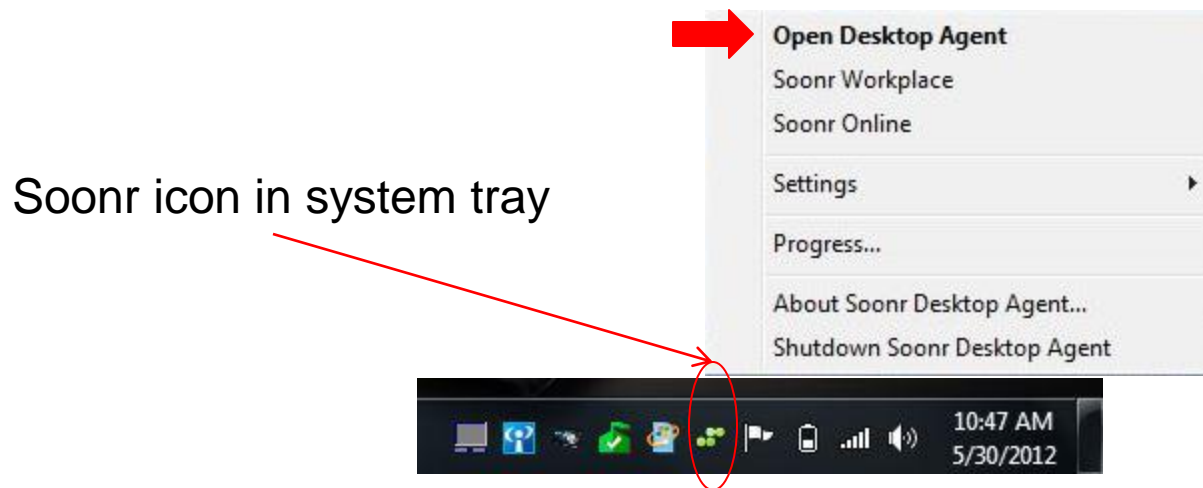 Open Desktop Agent
Soonr Workplace
Soonr Online
Soonr icon in system tray
Settings
Progress...
About Soonr Desktop Agent...
Shutdown Soonr Desktop Agent
10:47 AM
5/30/2012